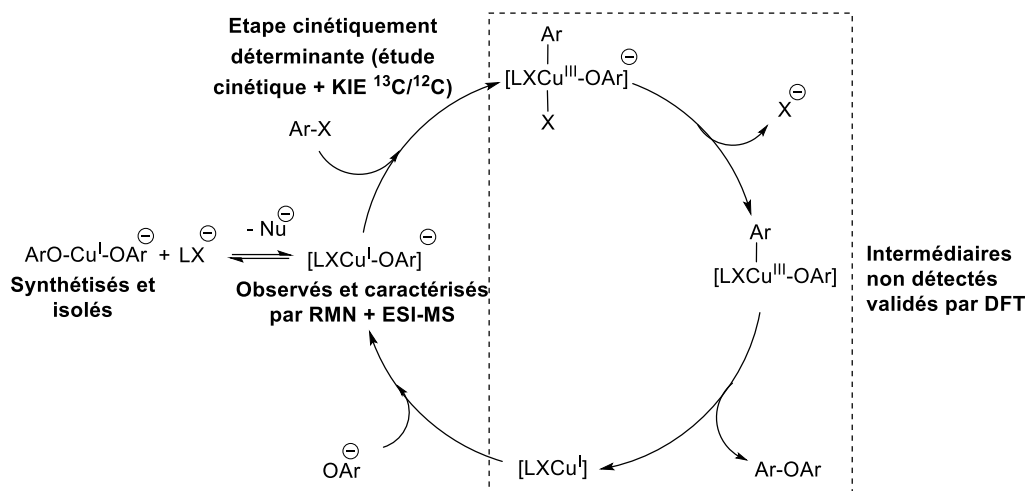 Etape cinétiquement
déterminante (étude
cinétique + KIE ¹³C/¹²C)
Ar
[LXCuᴵᴵᴵ-OAr]⊖
X
X⊖
Ar-X
- Nu⊖
ArO-Cuᴵ-OAr⊖ + LX⊖
[LXCuᴵ-OAr]⊖
Synthétisés et
isolés
Observés et caractérisés
par RMN + ESI-MS
Ar
[LXCuᴵᴵᴵ-OAr]
Intermédiaires
non détectés
validés par DFT
OAr⊖
[LXCuᴵ]
Ar-OAr